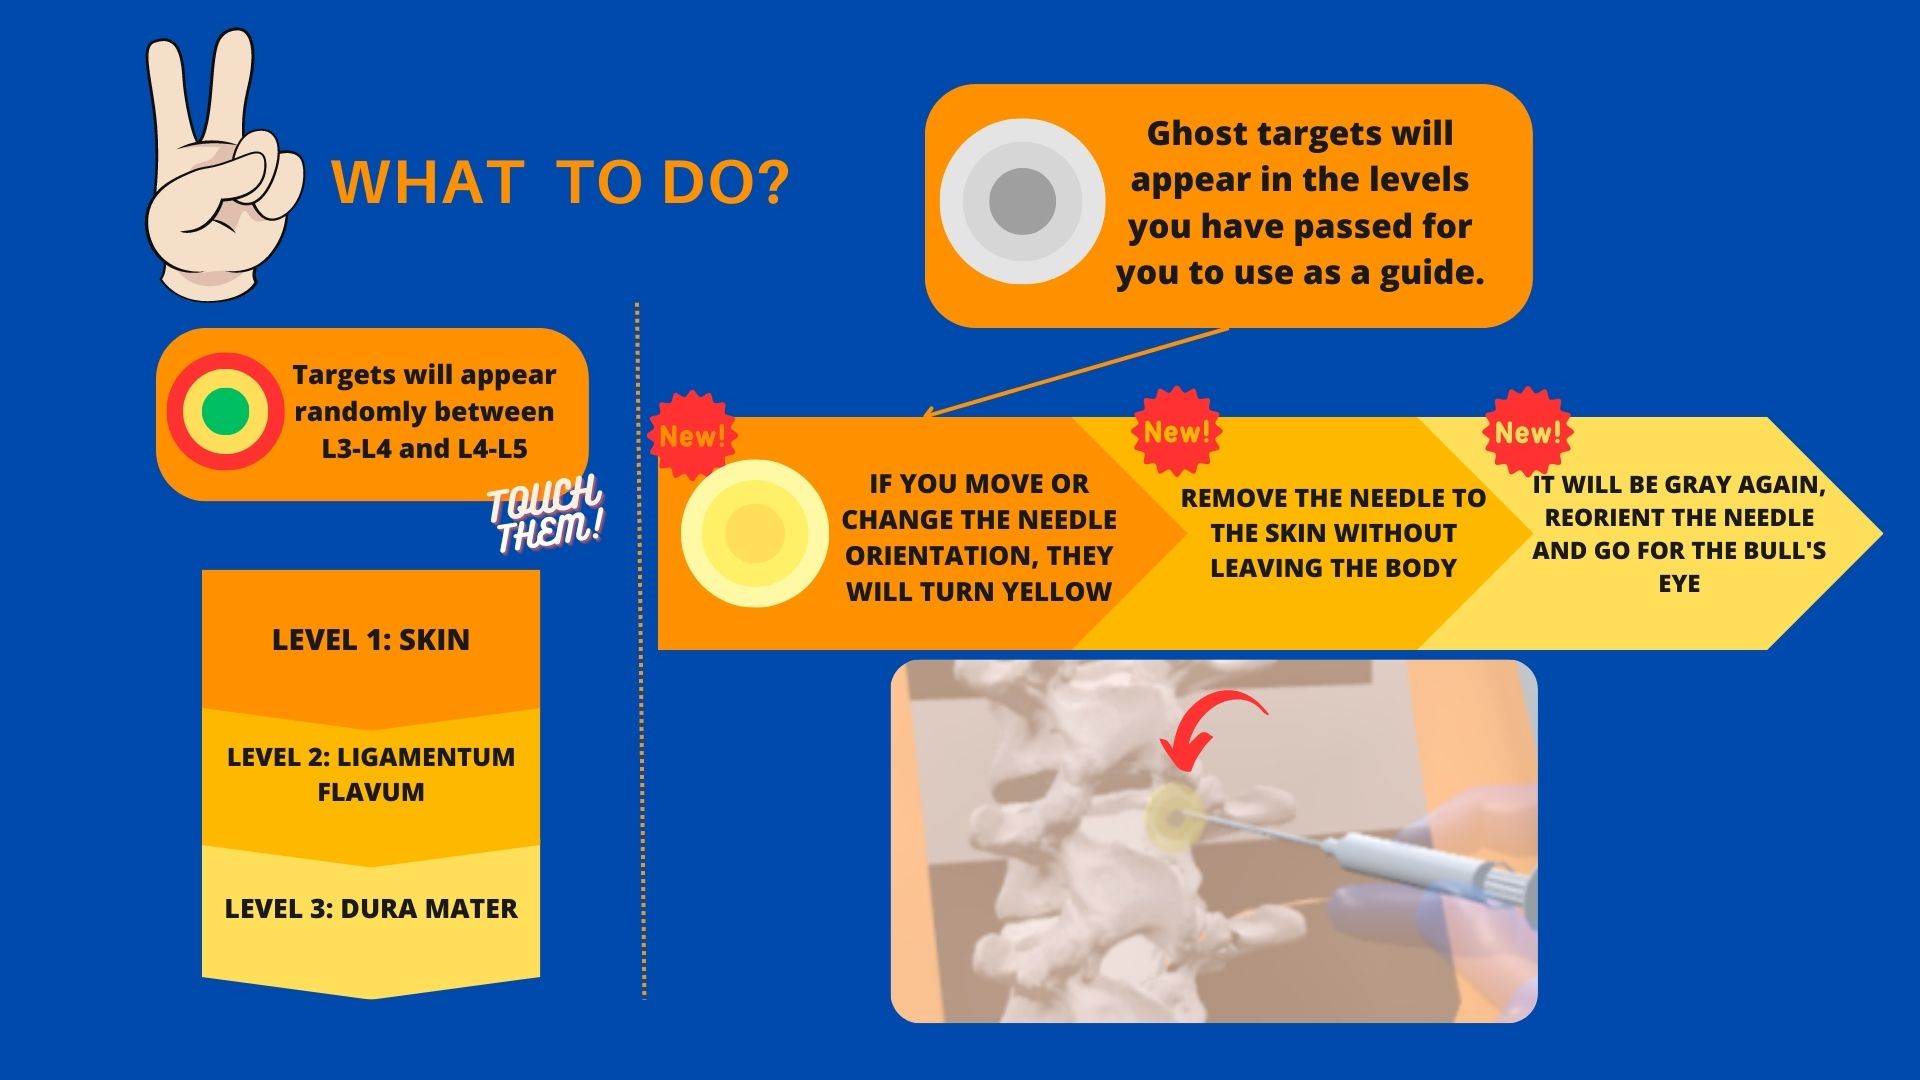 WHAT TO DO?
Targets will appear
randomly between
L3-L4 and L4-L5
TOUCH
THEM!
LEVEL 1: SKIN
LEVEL 2: LIGAMENTUM
FLAVUM
LEVEL 3: DURA MATER
Ghost targets will
appear in the levels
you have passed for
you to use as a guide.
New!
IF YOU MOVE OR
CHANGE THE NEEDLE
ORIENTATION, THEY
WILL TURN YELLOW
New!
REMOVE THE NEEDLE TO
THE SKIN WITHOUT
LEAVING THE BODY
New!
IT WILL BE GRAY AGAIN,
REORIENT THE NEEDLE
AND GO FOR THE BULL'S
EYE